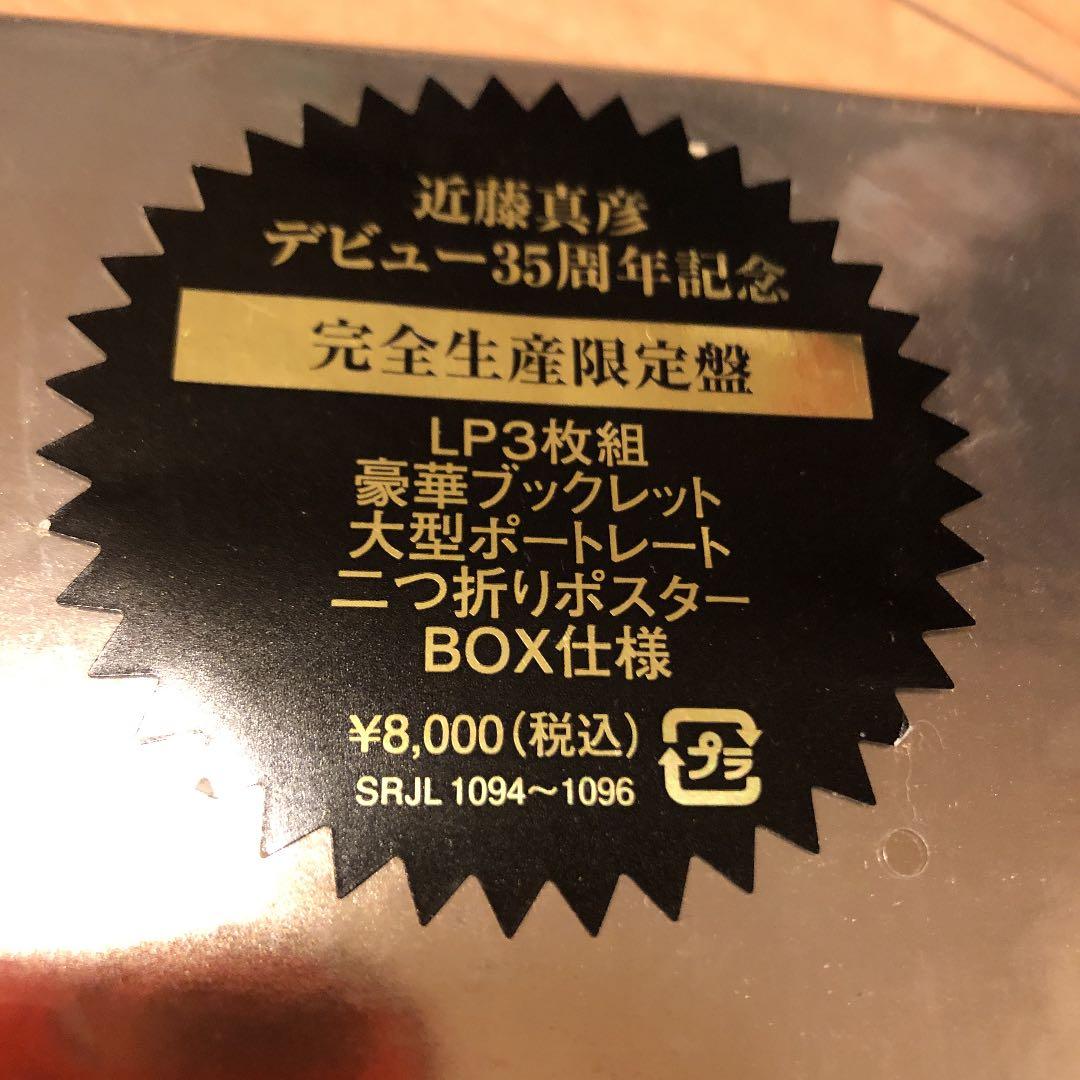 近藤真彦
デビュー35周年記念
完全生産限定盤
LP3枚組
豪華ブックレット
大型ポートレート
二つ折りポスター
BOX仕様
¥8,000(税込)
プラ
SRJL 1094～1096